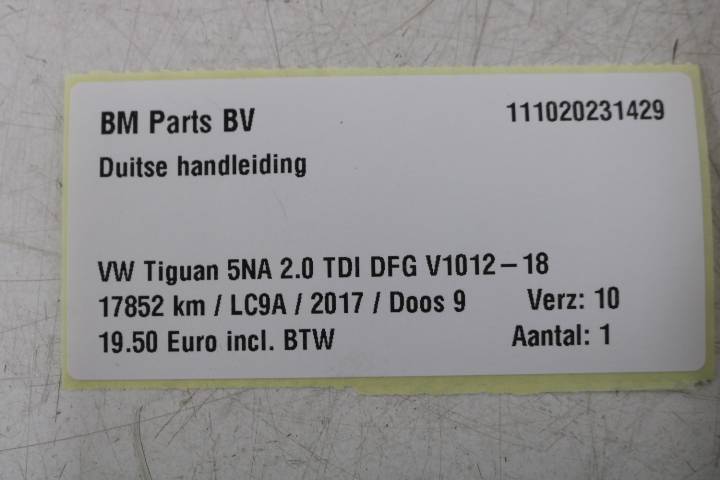 BM Parts BV 111020231429
Duitse handleiding
VW Tiguan 5NA 2.0 TDI DFG V1012-18
17852 km / LC9A / 2017 / Doos 9 Verz: 10
19.50 Euro incl. BTW Aantal: 1